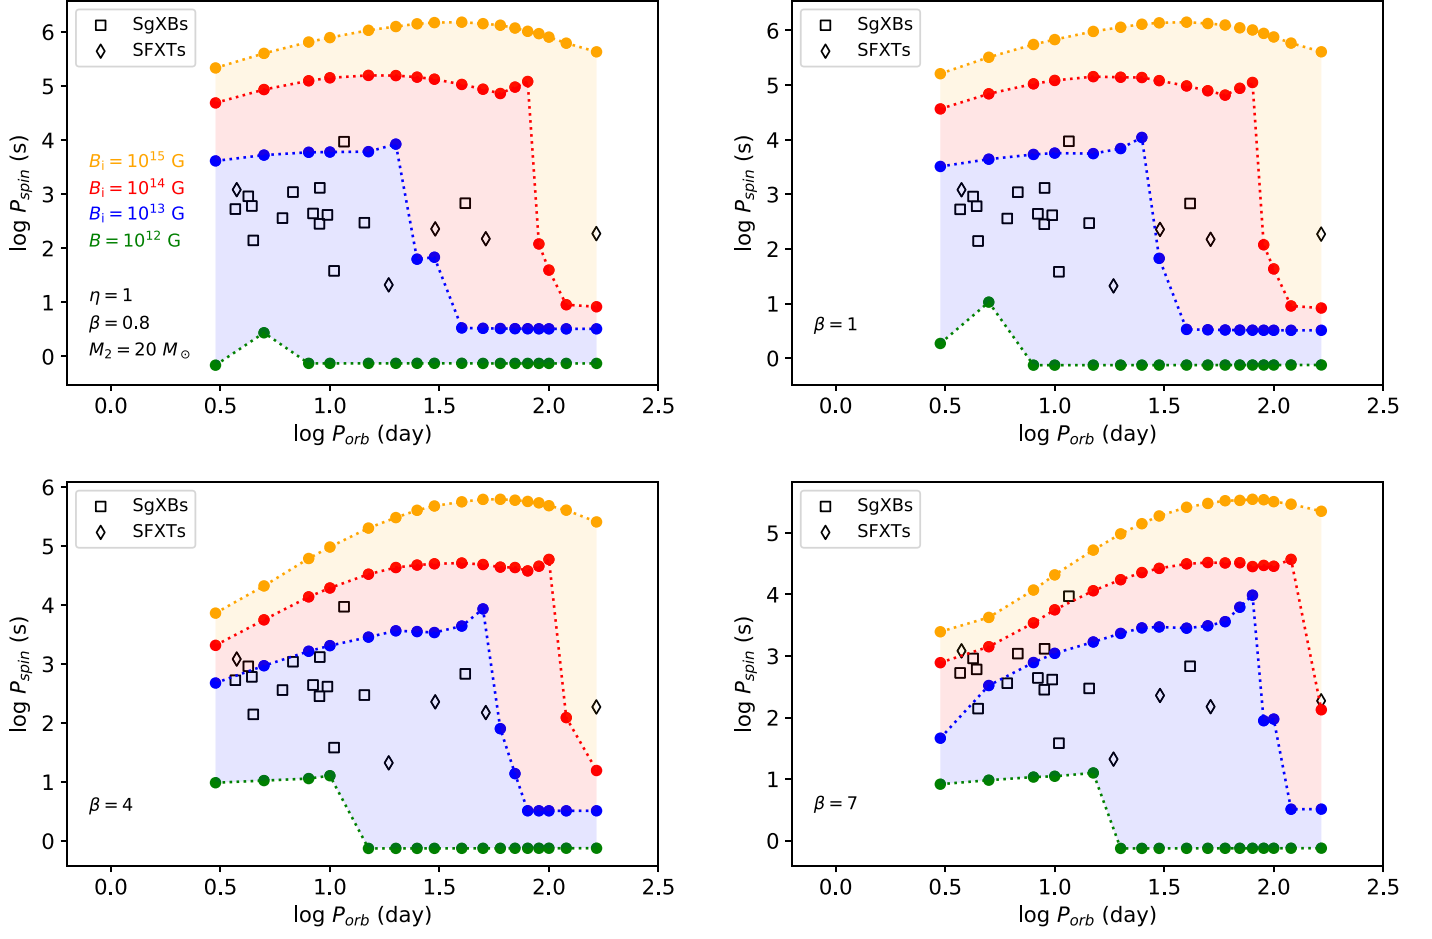 SgXBs
SFXTs
B_i = 10^15 G
B_i = 10^14 G
B_i = 10^13 G
B = 10^12 G
η = 1
β = 0.8
M_2 = 20 M_⊙
log P_spin (s)
6
5
4
3
2
1
0
0.0 0.5 1.0 1.5 2.0 2.5
log P_orb (day)
SgXBs
SFXTs
β = 1
log P_spin (s)
6
5
4
3
2
1
0
0.0 0.5 1.0 1.5 2.0 2.5
log P_orb (day)
SgXBs
SFXTs
β = 4
log P_spin (s)
6
5
4
3
2
1
0
0.0 0.5 1.0 1.5 2.0 2.5
log P_orb (day)
SgXBs
SFXTs
β = 7
log P_spin (s)
5
4
3
2
1
0
0.0 0.5 1.0 1.5 2.0 2.5
log P_orb (day)